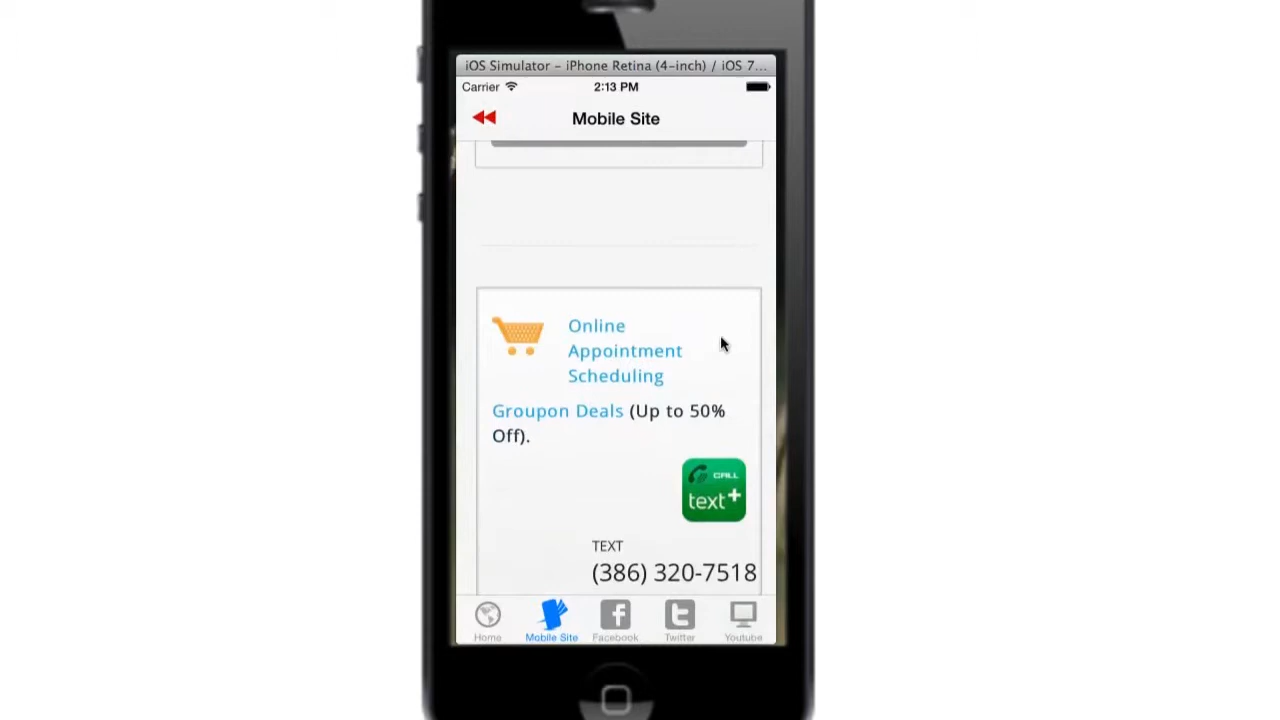 iOS Simulator – iPhone Retina (4-inch) / iOS 7...
Carrier 2:13 PM
Mobile Site
Online
Appointment
Scheduling
Groupon Deals (Up to 50%
Off).
CALL
text+
TEXT
(386) 320-7518
Home Mobile Site Facebook Twitter Youtube